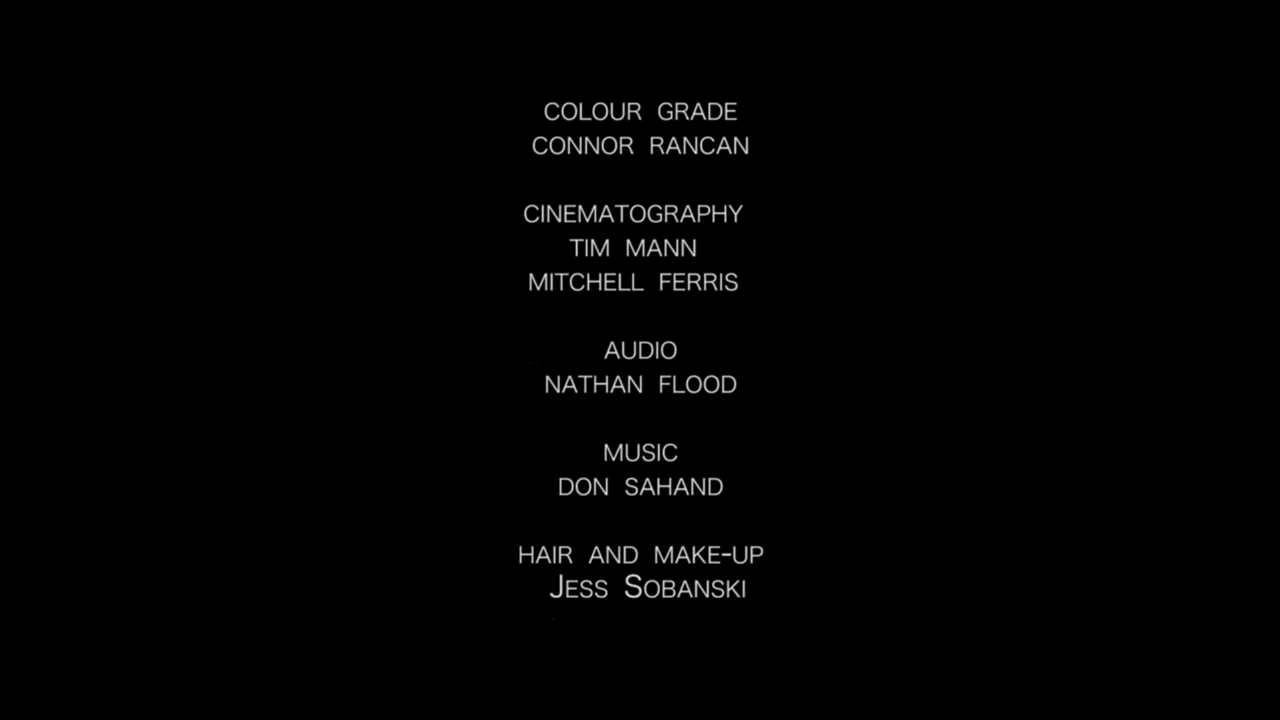 COLOUR GRADE
CONNOR RANCAN
CINEMATOGRAPHY
TIM MANN
MITCHELL FERRIS
AUDIO
NATHAN FLOOD
MUSIC
DON SAHAND
HAIR AND MAKE-UP
JESS SOBANSKI